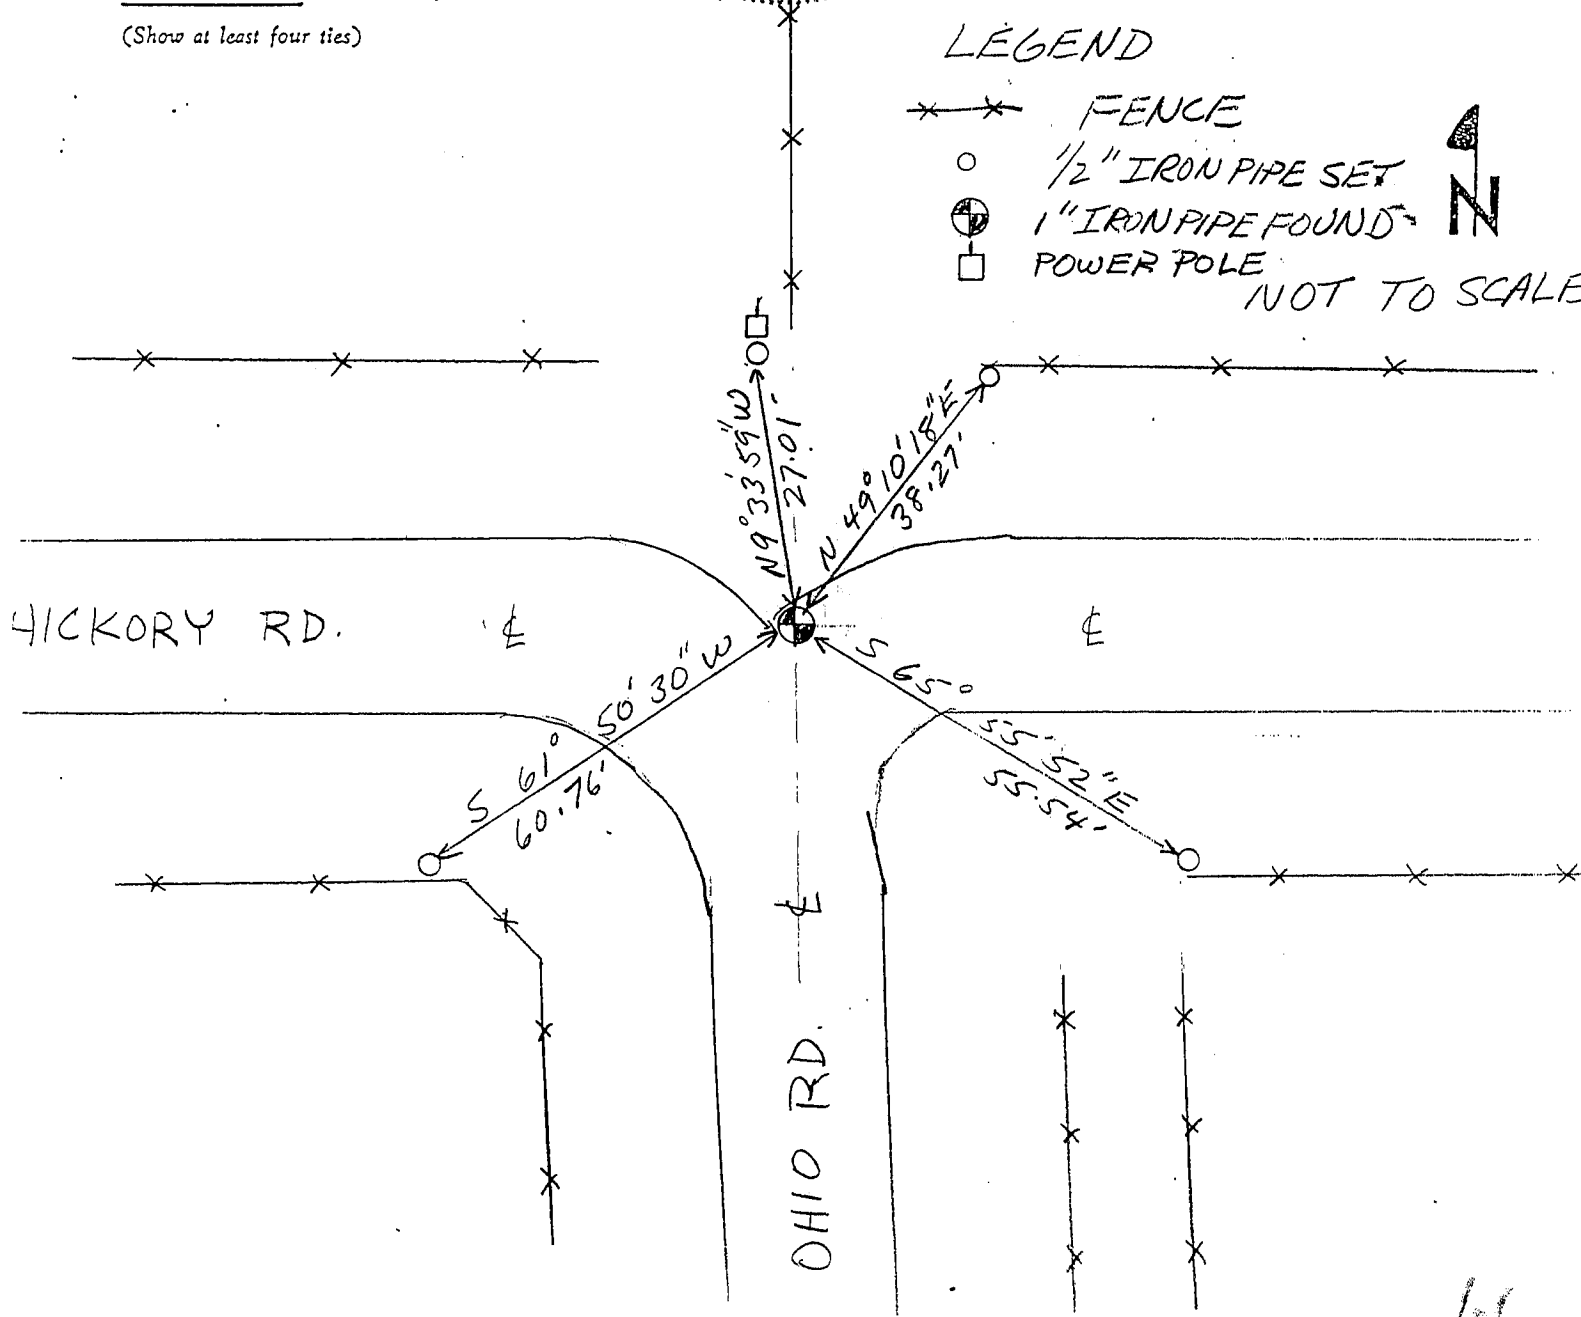 (Show at least four ties)
LEGEND
FENCE
1/2" IRON PIPE SET
1" IRON PIPE FOUND
POWER POLE
N
NOT TO SCALE
N9°33'59"W
27.01'
N 49°10'18"E
38.27'
HICKORY RD.
℄
℄
S 61° 50' 30" W
60.76'
S 65° 55' 52" E
55.54'
℄
OHIO RD.